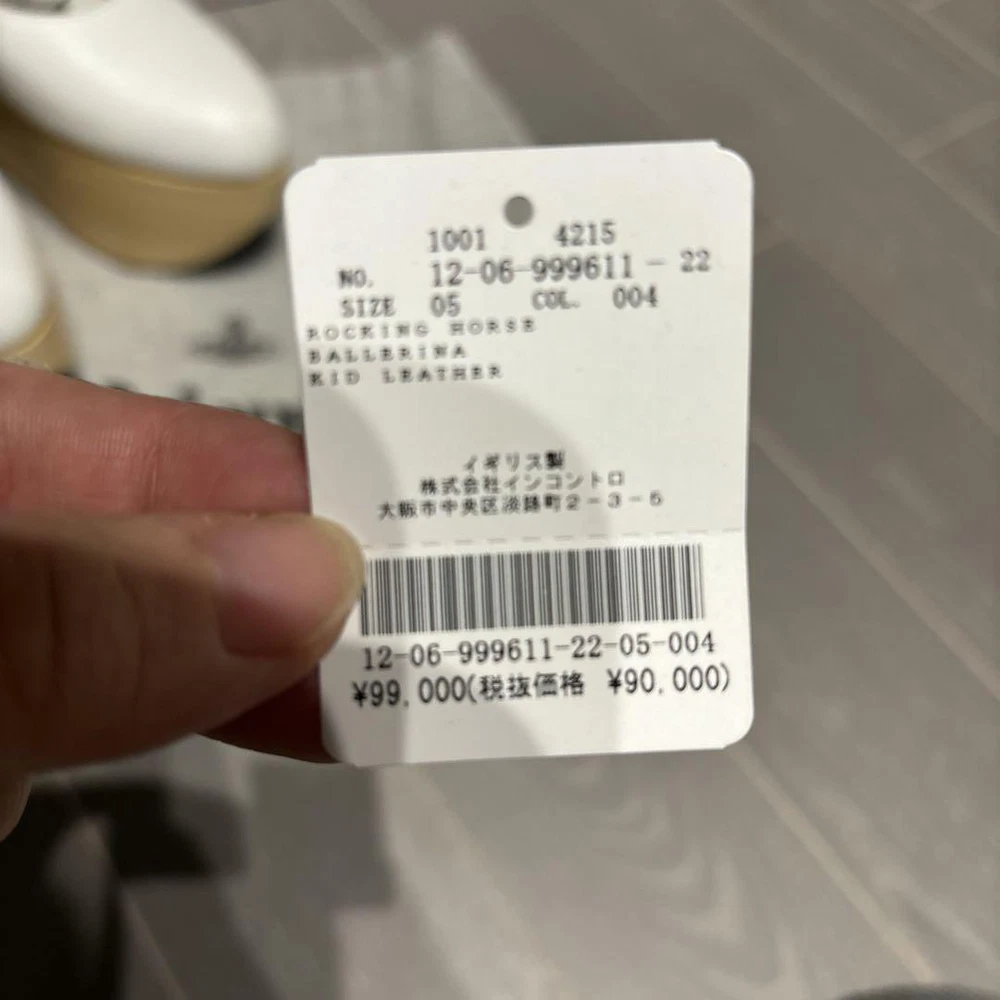 1001 4215
NO. 12-06-999611-22
SIZE 05 COL. 004
ROCKING HORSE
BALLERINA
KID LEATHER
イギリス製
株式会社インコントロ
大阪市中央区淡路町2-3-5
12-06-999611-22-05-004
¥99,000(税抜価格 ¥90,000)